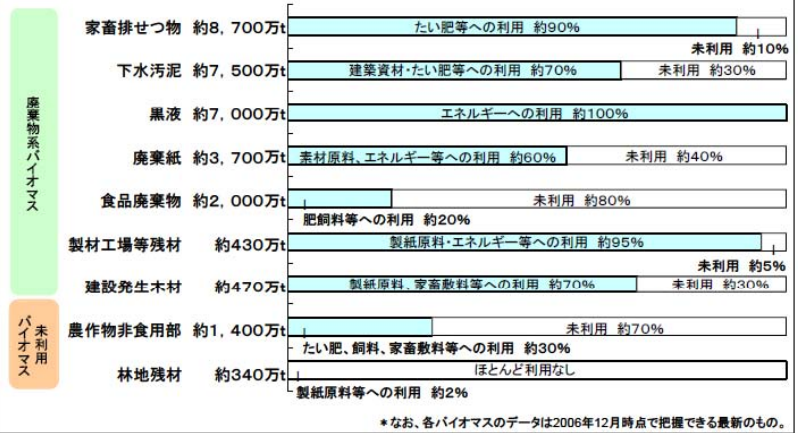 廃棄物系バイオマス
家畜排せつ物 約8,700万t たい肥等への利用 約90%
未利用 約10%
下水汚泥 約7,500万t 建築資材・たい肥等への利用 約70% 未利用 約30%
黒液 約7,000万t エネルギーへの利用 約100%
廃棄紙 約3,700万t 素材原料、エネルギー等への利用 約60% 未利用 約40%
食品廃棄物 約2,000万t 未利用 約80%
肥飼料等への利用 約20%
製材工場等残材 約430万t 製紙原料・エネルギー等への利用 約95%
未利用 約5%
建設発生木材 約470万t 製紙原料、家畜敷料等への利用 約70% 未利用 約30%
未利用
バイオマス
農作物非食用部 約1,400万t 未利用 約70%
たい肥、飼料、家畜敷料等への利用 約30%
林地残材 約340万t ほとんど利用なし
製紙原料等への利用 約2%
*なお、各バイオマスのデータは2006年12月時点で把握できる最新のもの。